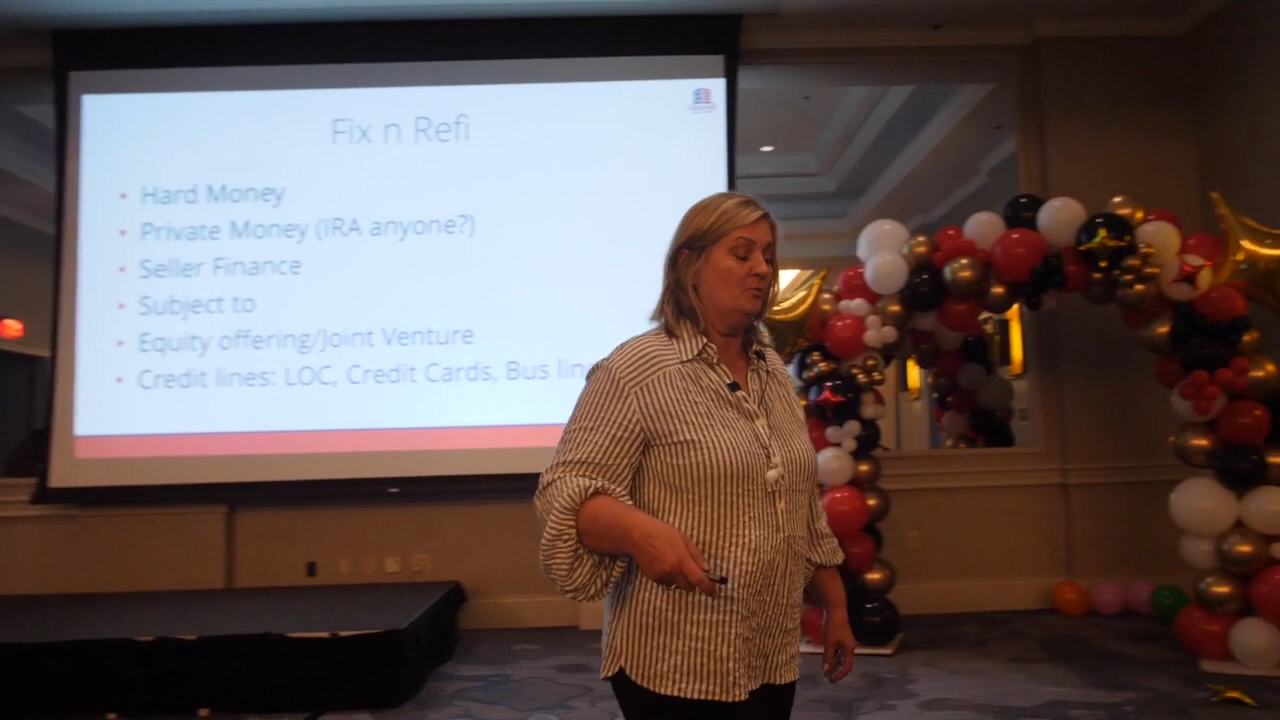 Fix n Refi
• Hard Money
• Private Money (IRA anyone?)
• Seller Finance
• Subject to
• Equity offering/Joint Venture
• Credit lines: LOC, Credit Cards, Bus